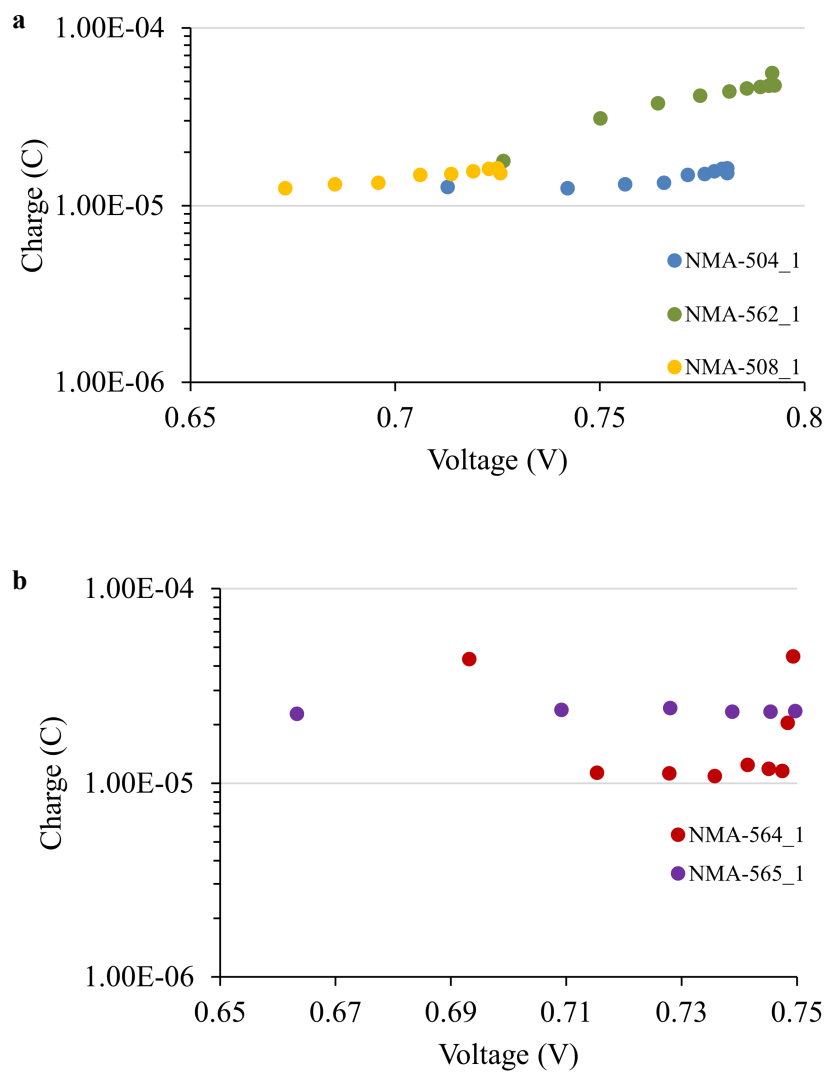 a
1.00E-04
1.00E-05
1.00E-06
Charge (C)
NMA-504_1
NMA-562_1
NMA-508_1
0.65 0.7 0.75 0.8
Voltage (V)
b
1.00E-04
1.00E-05
1.00E-06
Charge (C)
NMA-564_1
NMA-565_1
0.65 0.67 0.69 0.71 0.73 0.75
Voltage (V)